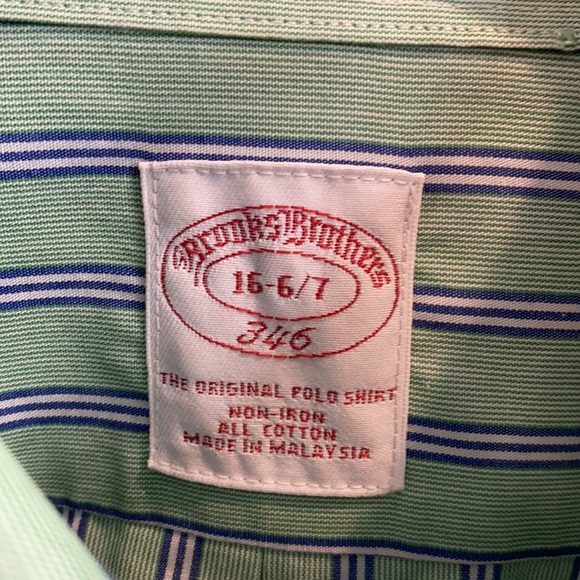 Brooks Brothers
16-6/7
346
THE ORIGINAL POLO SHIRT
NON-IRON
ALL COTTON
MADE IN MALAYSIA